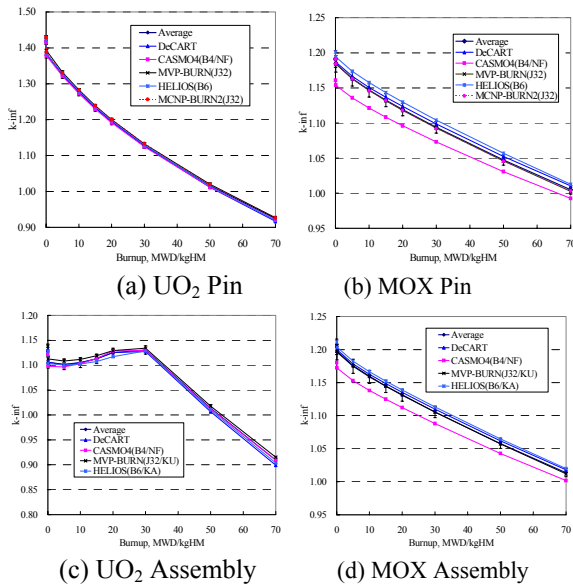 1.50
1.40
1.30
1.20
1.10
1.00
0.90
k-inf
Average
DeCART
CASMO4(B4/NF)
MVP-BURN(J32)
HELIOS(B6)
MCNP-BURN2(J32)
0 10 20 30 40 50 60 70
Burnup, MWD/kgHM
(a) UO2 Pin
1.25
1.20
1.15
1.10
1.05
1.00
0.95
k-inf
Average
DeCART
CASMO4(B4/NF)
MVP-BURN(J32)
HELIOS(B6)
MCNP-BURN(J32)
0 10 20 30 40 50 60 70
Burnup, MWD/kgHM
(b) MOX Pin
1.20
1.15
1.10
1.05
1.00
0.95
0.90
0.85
0.80
k-inf
Average
DeCART
CASMO4(B4/NF)
MVP-BURN(J32/KU)
HELIOS(B6/KA)
0 10 20 30 40 50 60 70
Burnup, MWD/kgHM
(c) UO2 Assembly
1.25
1.20
1.15
1.10
1.05
1.00
0.95
k-inf
Average
DeCART
CASMO4(B4/NF)
MVP-BURN(J32/KU)
HELIOS(B6/KA)
0 10 20 30 40 50 60 70
Burnup, MWD/kgHM
(d) MOX Assembly